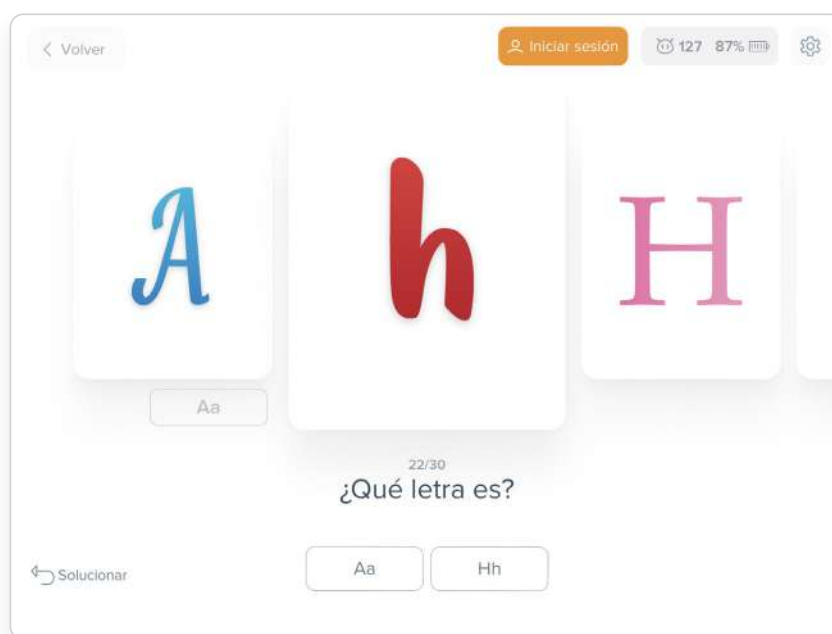 Volver
Iniciar sesión
127 87%
A
h
H
Aa
22/30
¿Qué letra es?
Solucionar
Aa Hh